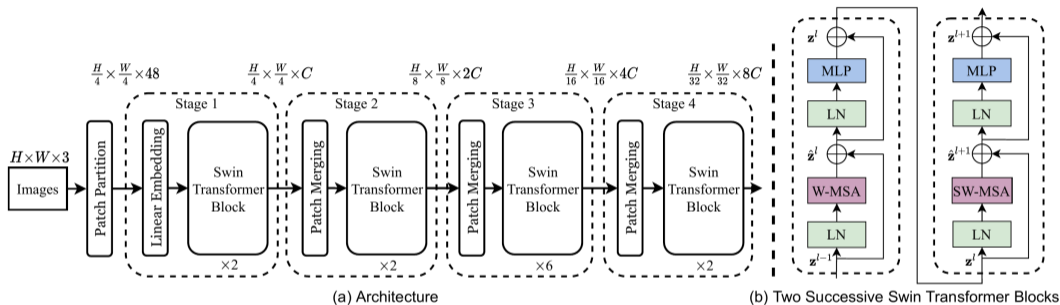 H/4 × W/4 × 48
H/4 × W/4 × C
H/8 × W/8 × 2C
H/16 × W/16 × 4C
H/32 × W/32 × 8C
Stage 1
Stage 2
Stage 3
Stage 4
H×W×3
Images
Patch Partition
Linear Embedding
Swin
Transformer
Block
×2
Patch Merging
Swin
Transformer
Block
×2
Patch Merging
Swin
Transformer
Block
×6
Patch Merging
Swin
Transformer
Block
×2
(a) Architecture
z^l
MLP
LN
ẑ^l
W-MSA
LN
z^{l-1}
z^{l+1}
MLP
LN
ẑ^{l+1}
SW-MSA
LN
z^l
(b) Two Successive Swin Transformer Blocks